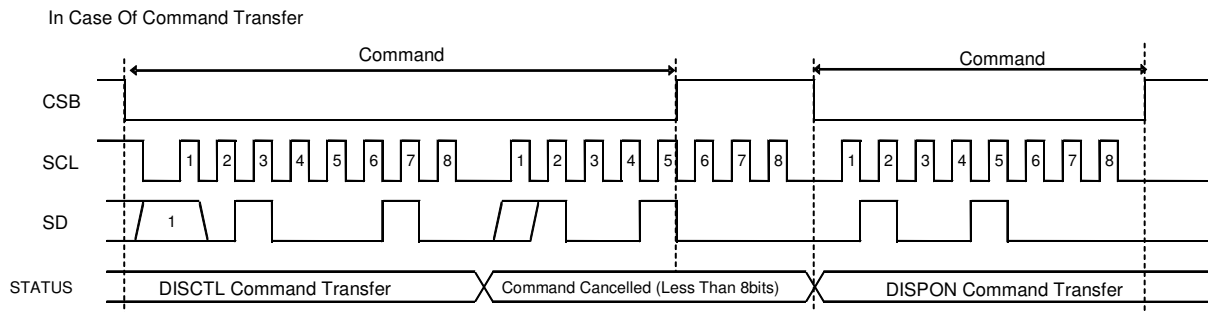 In Case Of Command Transfer
Command Command
CSB
SCL 1 2 3 4 5 6 7 8 1 2 3 4 5 6 7 8 1 2 3 4 5 6 7 8
SD 1
STATUS DISCTL Command Transfer Command Cancelled (Less Than 8bits) DISPON Command Transfer